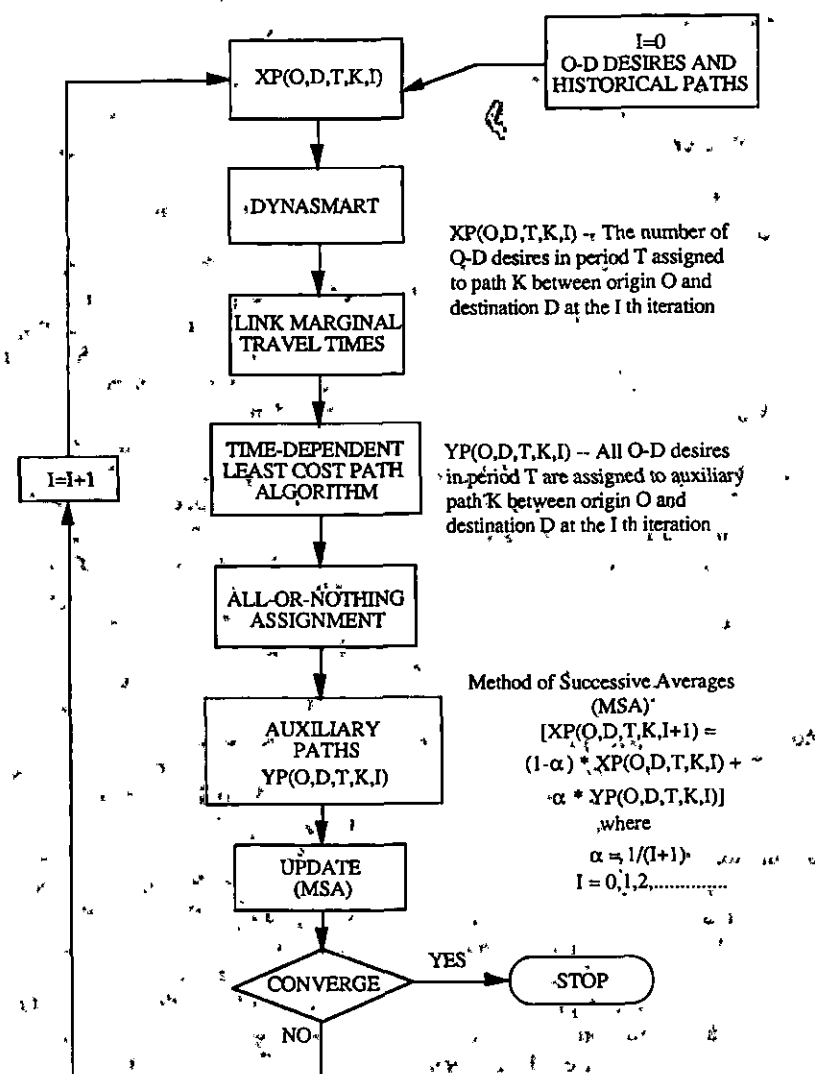 I=0
O-D DESIRES AND
HISTORICAL PATHS
XP(O,D,T,K,I)
DYNASMART
XP(O,D,T,K,I) -- The number of
O-D desires in period T assigned
to path K between origin O and
destination D at the I th iteration
LINK MARGINAL
TRAVEL TIMES
TIME-DEPENDENT
LEAST COST PATH
ALGORITHM
YP(O,D,T,K,I) -- All O-D desires
in period T are assigned to auxiliary
path K between origin O and
destination D at the I th iteration
I=I+1
ALL-OR-NOTHING
ASSIGNMENT
AUXILIARY
PATHS
YP(O,D,T,K,I)
Method of Successive Averages
(MSA)
[XP(O,D,T,K,I+1) =
(1-α) * XP(O,D,T,K,I) +
α * YP(O,D,T,K,I)]
where
α = 1/(I+1)
I = 0,1,2,..............
UPDATE
(MSA)
CONVERGE
YES
STOP
NO